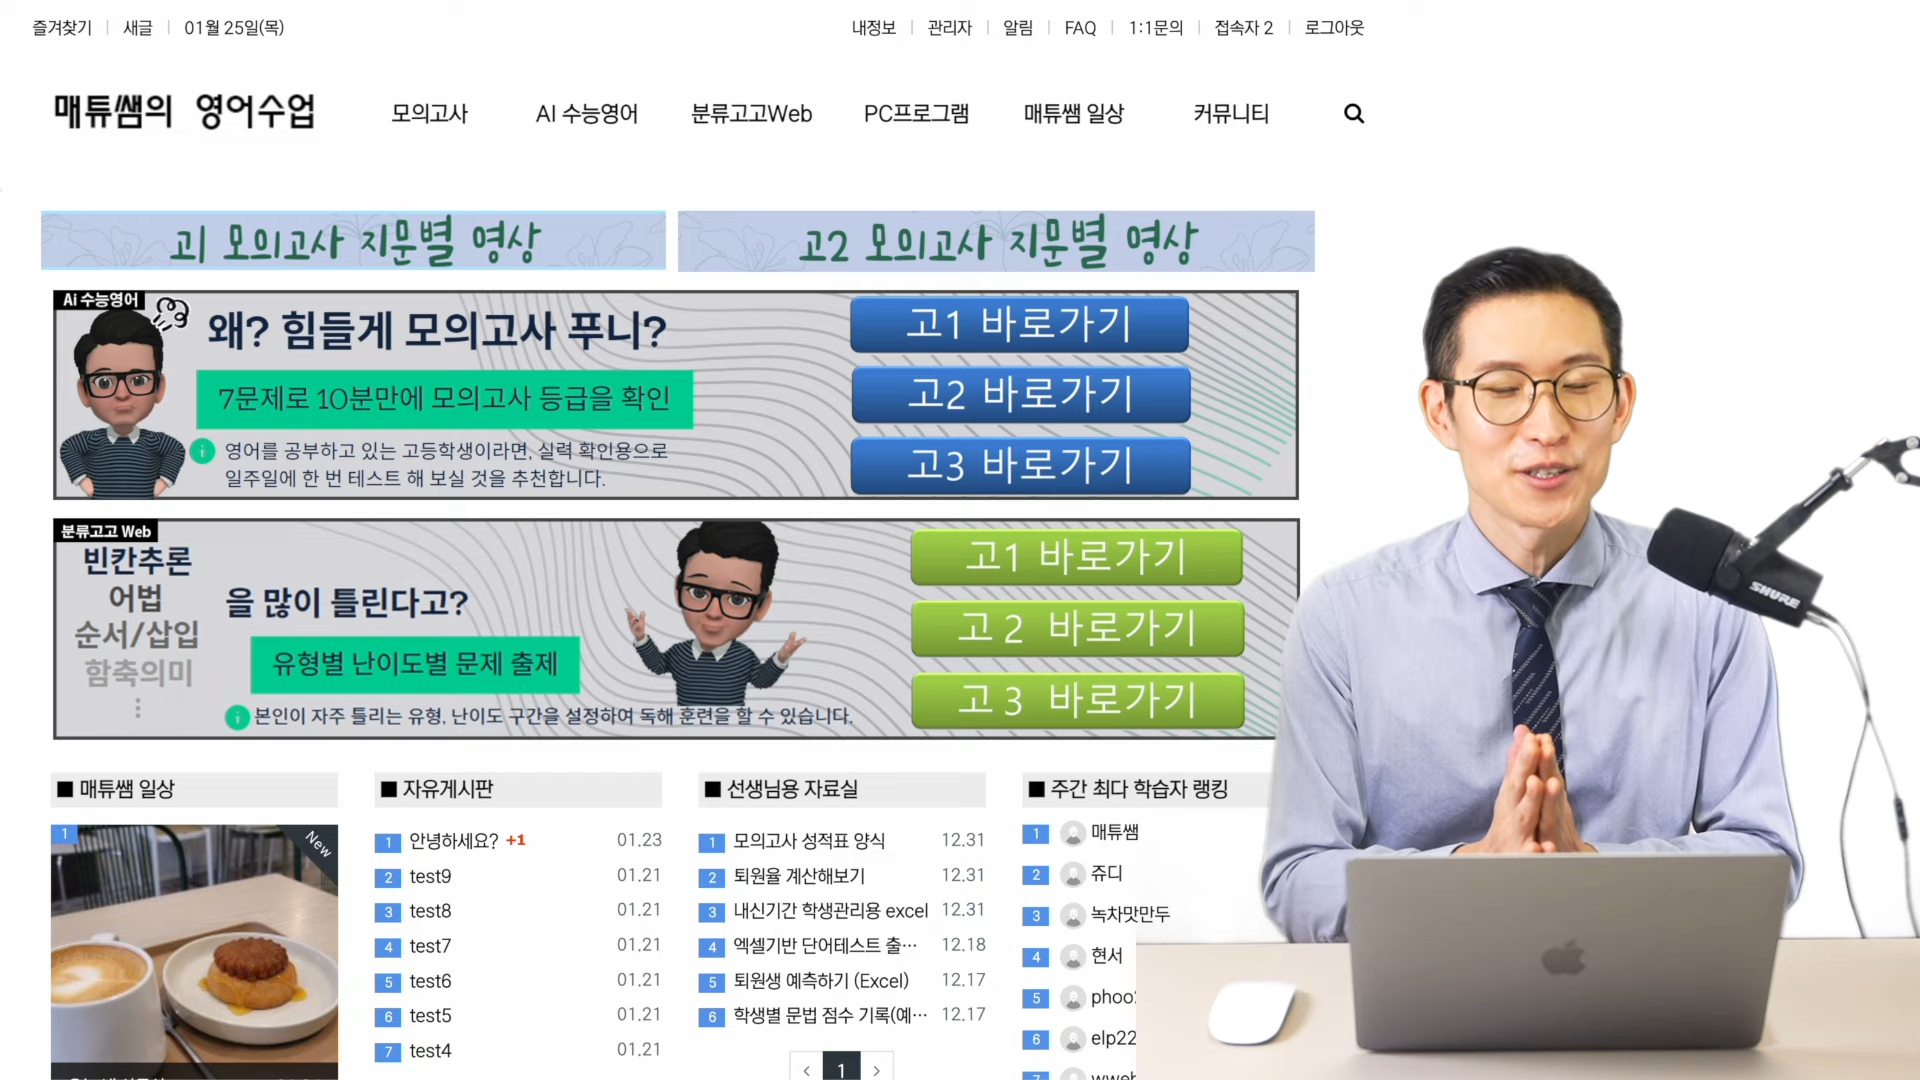 즐겨찾기 새글 01월 25일(목) 내정보 관리자 알림 FAQ 1:1문의 접속자 2 로그아웃
매튜쌤의 영어수업 모의고사 AI 수능영어 분류고고Web PC프로그램 매튜쌤 일상 커뮤니티
고1 모의고사 지문별 영상
고2 모의고사 지문별 영상
Ai 수능영어
왜? 힘들게 모의고사 푸니?
7문제로 10분만에 모의고사 등급을 확인
영어를 공부하고 있는 고등학생이라면, 실력 확인용으로
일주일에 한 번 테스트 해 보실 것을 추천합니다.
고1 바로가기
고2 바로가기
고3 바로가기
분류고고 Web
빈칸추론
어법
순서/삽입
함축의미
을 많이 틀린다고?
유형별 난이도별 문제 출제
본인이 자주 틀리는 유형, 난이도 구간을 설정하여 독해 훈련을 할 수 있습니다.
고1 바로가기
고 2 바로가기
고 3 바로가기
SHURE
■ 매튜쌤 일상
1
New
■ 자유게시판
1 안녕하세요? +1 01.23
2 test9 01.21
3 test8 01.21
4 test7 01.21
5 test6 01.21
6 test5 01.21
7 test4 01.21
■ 선생님용 자료실
1 모의고사 성적표 양식 12.31
2 퇴원율 계산해보기 12.31
3 내신기간 학생관리용 excel 12.31
4 엑셀기반 단어테스트 출… 12.18
5 퇴원생 예측하기 (Excel) 12.17
6 학생별 문법 점수 기록(예… 12.17
< 1 >
■ 주간 최다 학습자 랭킹
1 매튜쌤
2 쥬디
3 녹차맛만두
4 현서
5 phoo
6 elp22
7